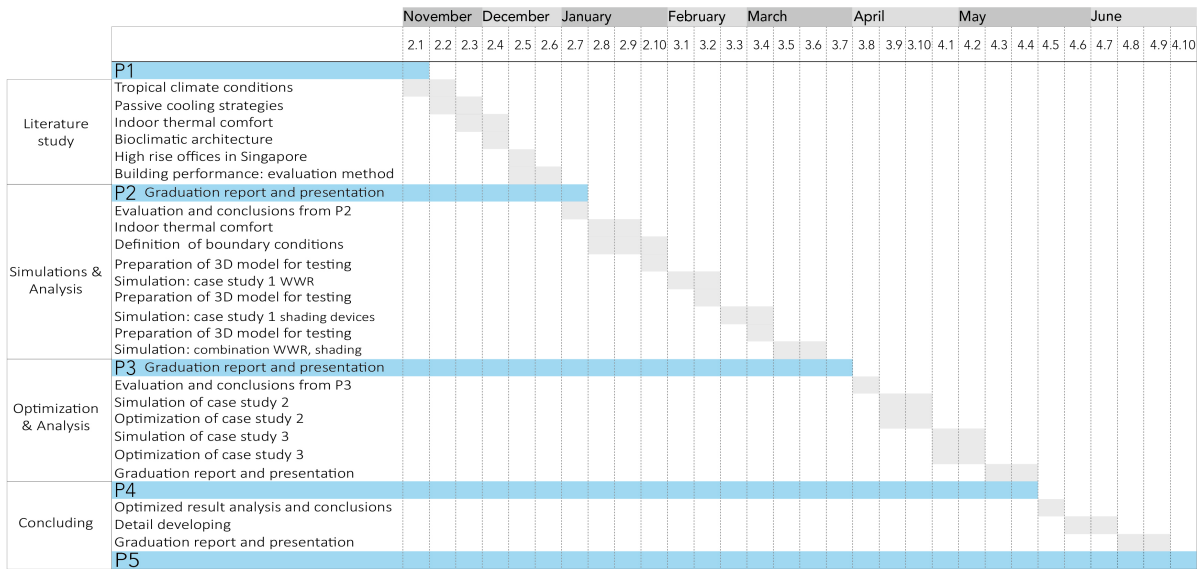 November December January February March April May June
2.1 2.2 2.3 2.4 2.5 2.6 2.7 2.8 2.9 2.10 3.1 3.2 3.3 3.4 3.5 3.6 3.7 3.8 3.9 3.10 4.1 4.2 4.3 4.4 4.5 4.6 4.7 4.8 4.9 4.10
P1
Literature
study
Tropical climate conditions
Passive cooling strategies
Indoor thermal comfort
Bioclimatic architecture
High rise offices in Singapore
Building performance: evaluation method
P2 Graduation report and presentation
Simulations &
Analysis
Evaluation and conclusions from P2
Indoor thermal comfort
Definition of boundary conditions
Preparation of 3D model for testing
Simulation: case study 1 WWR
Preparation of 3D model for testing
Simulation: case study 1 shading devices
Preparation of 3D model for testing
Simulation: combination WWR, shading
P3 Graduation report and presentation
Optimization
& Analysis
Evaluation and conclusions from P3
Simulation of case study 2
Optimization of case study 2
Simulation of case study 3
Optimization of case study 3
Graduation report and presentation
P4
Concluding
Optimized result analysis and conclusions
Detail developing
Graduation report and presentation
P5